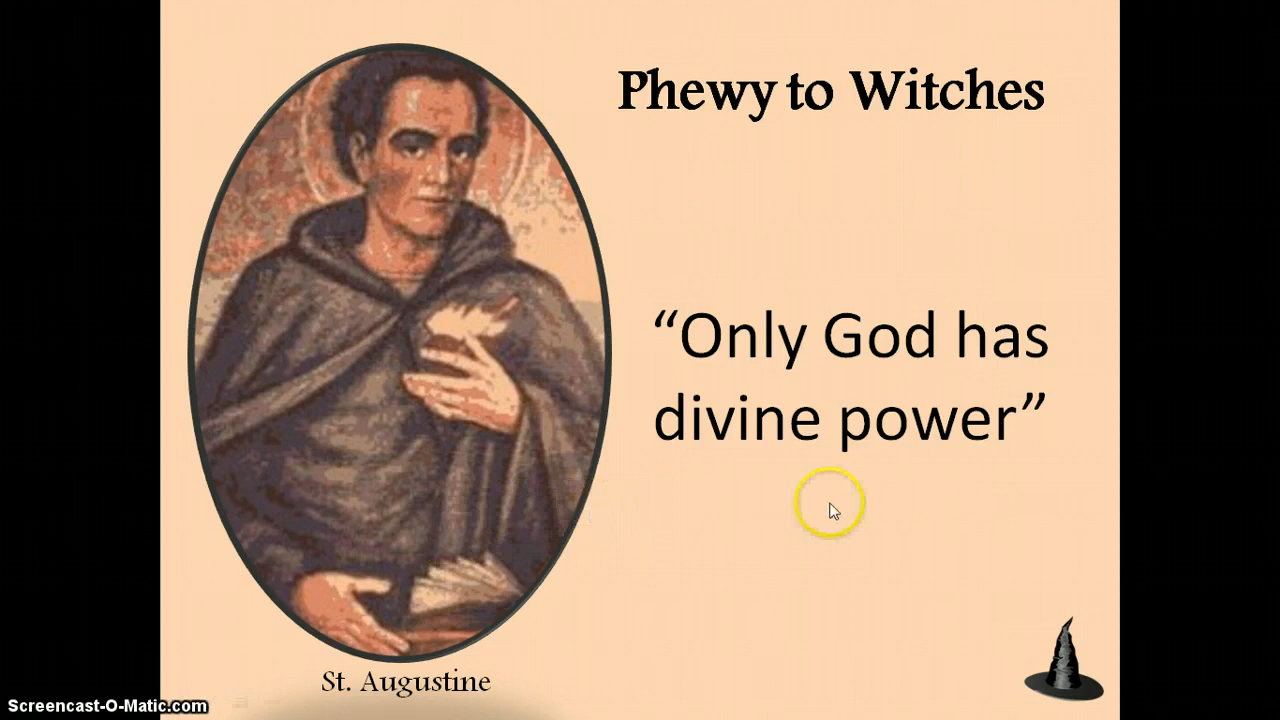 Phewy to Witches
“Only God has
divine power”
St. Augustine
Screencast-O-Matic.com